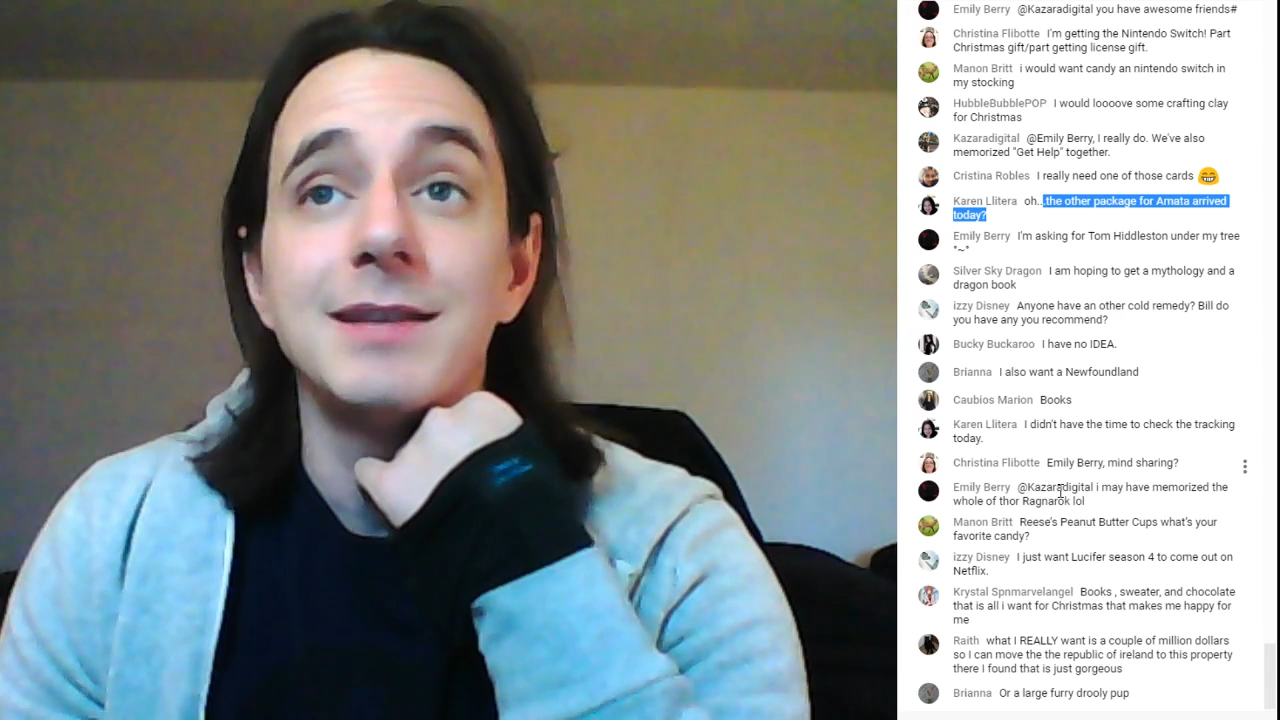 Emily Berry @Kazaradigital you have awesome friends#
Christina Flibotte I'm getting the Nintendo Switch! Part
Christmas gift/part getting license gift.
Manon Britt i would want candy an nintendo switch in
my stocking
HubbleBubblePOP I would loooove some crafting clay
for Christmas
Kazaradigital @Emily Berry, I really do. We've also
memorized "Get Help" together.
Cristina Robles I really need one of those cards 😁
Karen Llitera oh...the other package for Amata arrived
today?
Emily Berry I'm asking for Tom Hiddleston under my tree
*~*
Silver Sky Dragon I am hoping to get a mythology and a
dragon book
izzy Disney Anyone have an other cold remedy? Bill do
you have any you recommend?
Bucky Buckaroo I have no IDEA.
Brianna I also want a Newfoundland
Caubios Marion Books
Karen Llitera I didn't have the time to check the tracking
today.
Christina Flibotte Emily Berry, mind sharing?
Emily Berry @Kazaradigital i may have memorized the
whole of thor Ragnarok lol
Manon Britt Reese's Peanut Butter Cups what's your
favorite candy?
izzy Disney I just want Lucifer season 4 to come out on
Netflix.
Krystal Spnmarvelangel Books , sweater, and chocolate
that is all i want for Christmas that makes me happy for
me
Raith what I REALLY want is a couple of million dollars
so I can move the the republic of ireland to this property
there I found that is just gorgeous
Brianna Or a large furry drooly pup